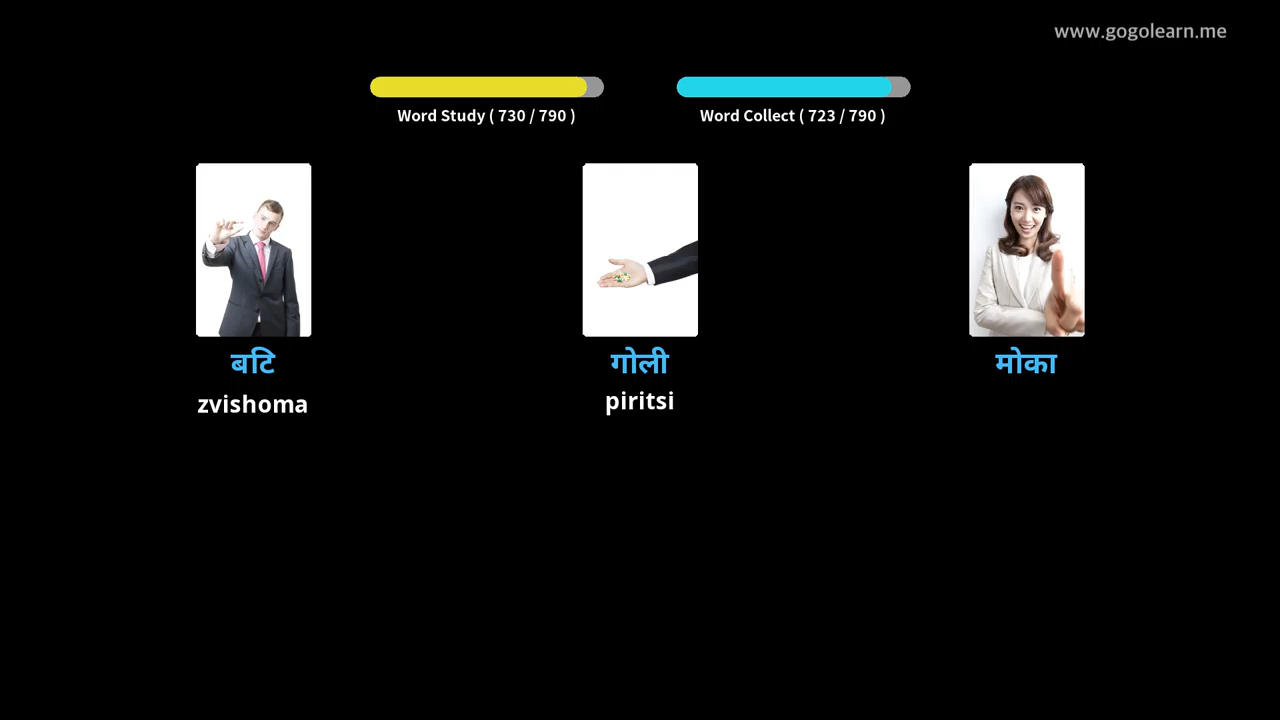 www.gogolearn.me
Word Study ( 730 / 790 )
Word Collect ( 723 / 790 )
बटि
गोली
मोका
zvishoma
piritsi